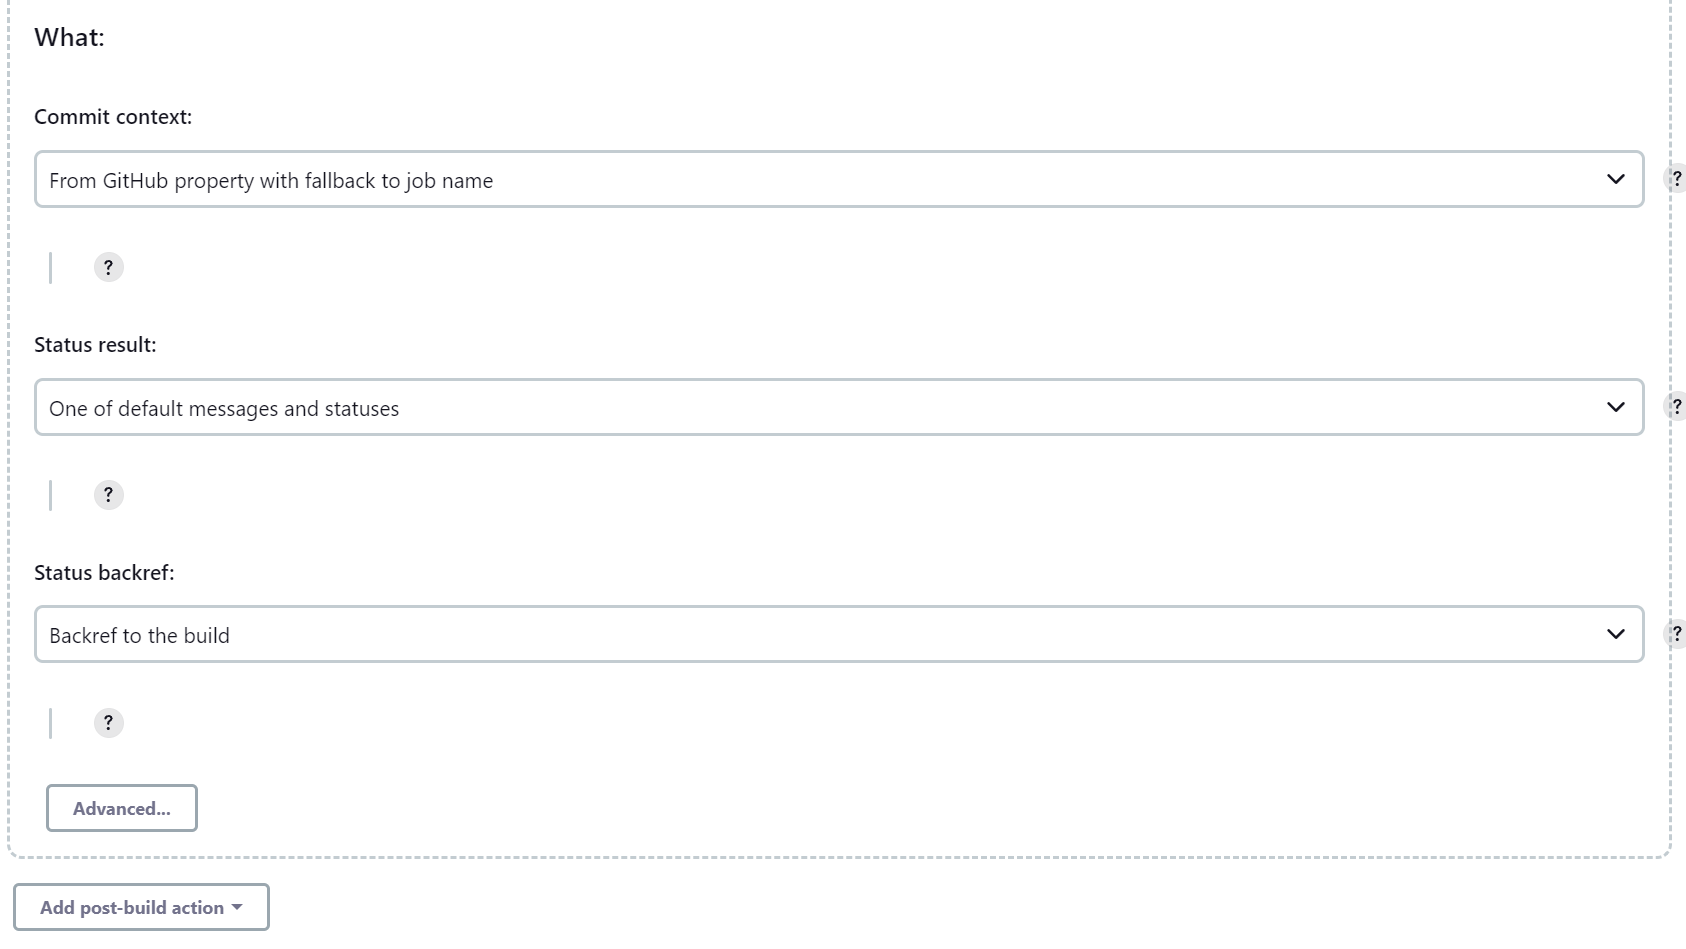 What:
Commit context:
From GitHub property with fallback to job name
?
?
Status result:
One of default messages and statuses
?
?
Status backref:
Backref to the build
?
?
Advanced...
Add post-build action